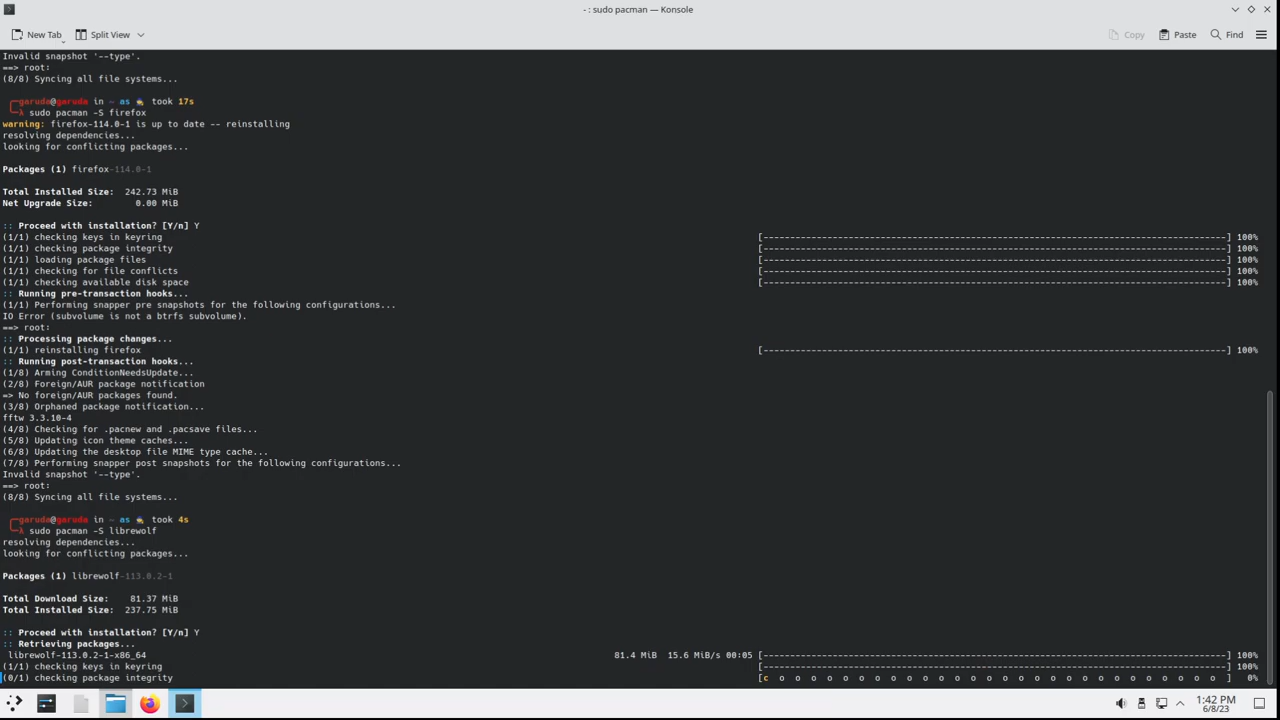 - : sudo pacman — Konsole
New Tab
Split View
Copy
Paste
Find
Invalid snapshot '--type'.
==> root:
(8/8) Syncing all file systems...
garuda@garuda in ~ as took 17s
λ sudo pacman -S firefox
warning: firefox-114.0-1 is up to date -- reinstalling
resolving dependencies...
looking for conflicting packages...
Packages (1) firefox-114.0-1
Total Installed Size:  242.73 MiB
Net Upgrade Size:        0.00 MiB
:: Proceed with installation? [Y/n] Y
(1/1) checking keys in keyring 100%
(1/1) checking package integrity 100%
(1/1) loading package files 100%
(1/1) checking for file conflicts 100%
(1/1) checking available disk space 100%
:: Running pre-transaction hooks...
(1/1) Performing snapper pre snapshots for the following configurations...
IO Error (subvolume is not a btrfs subvolume).
==> root:
:: Processing package changes...
(1/1) reinstalling firefox 100%
:: Running post-transaction hooks...
(1/8) Arming ConditionNeedsUpdate...
(2/8) Foreign/AUR package notification
=> No foreign/AUR packages found.
(3/8) Orphaned package notification...
fftw 3.3.10-4
(4/8) Checking for .pacnew and .pacsave files...
(5/8) Updating icon theme caches...
(6/8) Updating the desktop file MIME type cache...
(7/8) Performing snapper post snapshots for the following configurations...
Invalid snapshot '--type'.
==> root:
(8/8) Syncing all file systems...
garuda@garuda in ~ as took 4s
λ sudo pacman -S librewolf
resolving dependencies...
looking for conflicting packages...
Packages (1) librewolf-113.0.2-1
Total Download Size:    81.37 MiB
Total Installed Size:  237.75 MiB
:: Proceed with installation? [Y/n] Y
:: Retrieving packages...
librewolf-113.0.2-1-x86_64 81.4 MiB 15.6 MiB/s 00:05 100%
(1/1) checking keys in keyring 100%
(0/1) checking package integrity [c o o o o o o o o o o o o o o o o o o o o o o o o o o o o 0%
1:42 PM
6/8/23